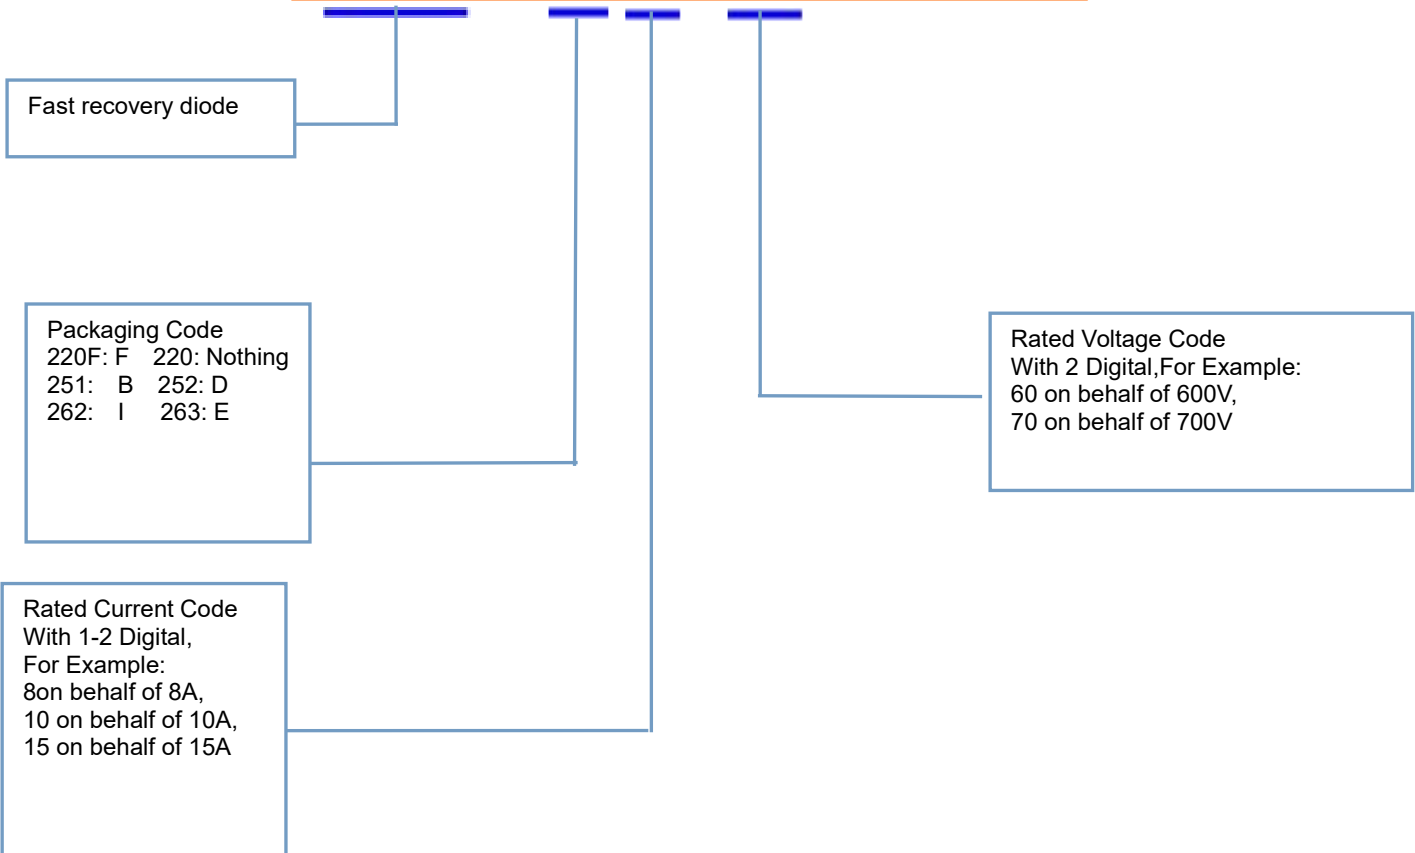 Fast recovery diode
Packaging Code
220F: F 220: Nothing
251: B 252: D
262: I 263: E
Rated Voltage Code
With 2 Digital,For Example:
60 on behalf of 600V,
70 on behalf of 700V
Rated Current Code
With 1-2 Digital,
For Example:
8on behalf of 8A,
10 on behalf of 10A,
15 on behalf of 15A